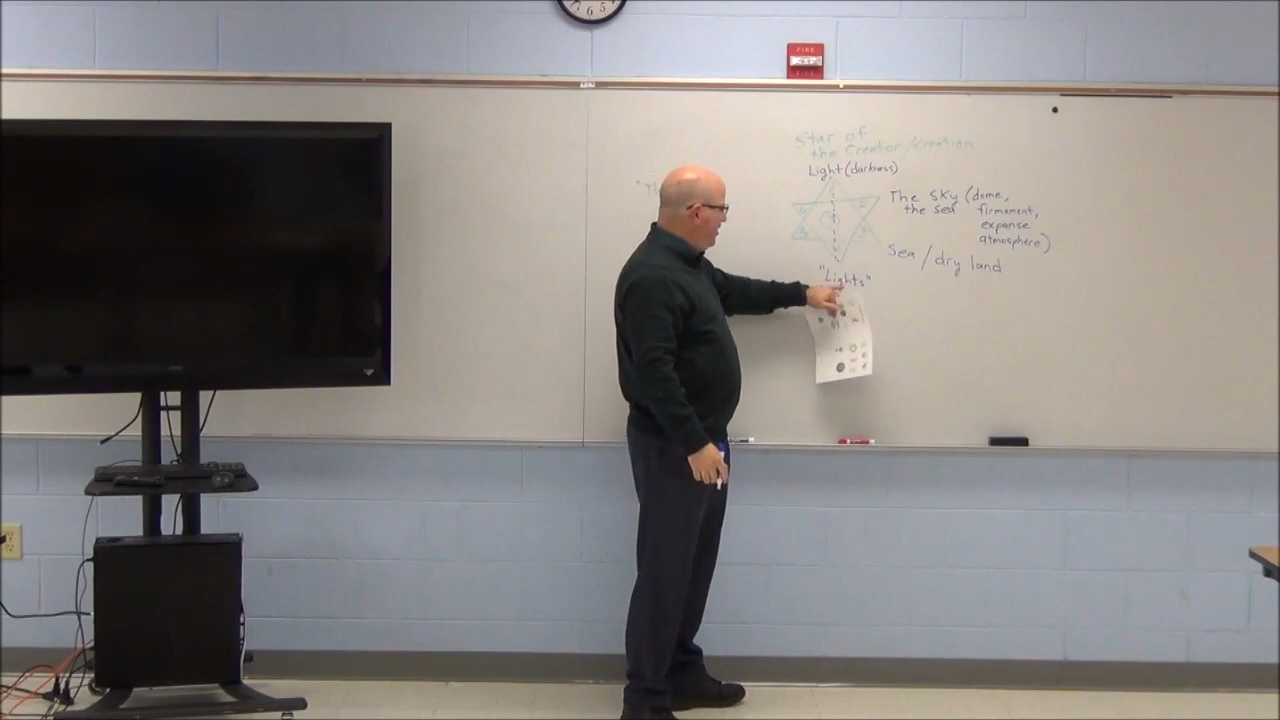 FIRE
Star of
the Creator/creation
Light (darkness)
The Sky (dome,
the sea firmament,
expanse
atmosphere)
Sea / dry land
"Lights"